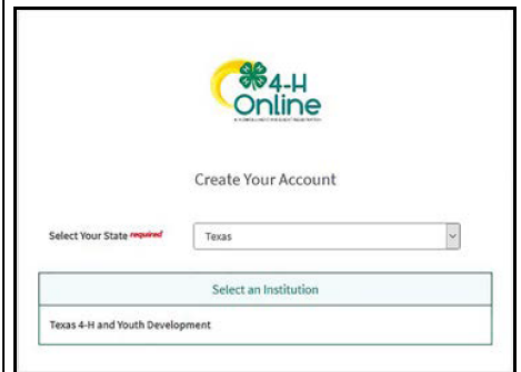 4-H
Online
Create Your Account
Select Your State required
Texas
Select an Institution
Texas 4-H and Youth Development